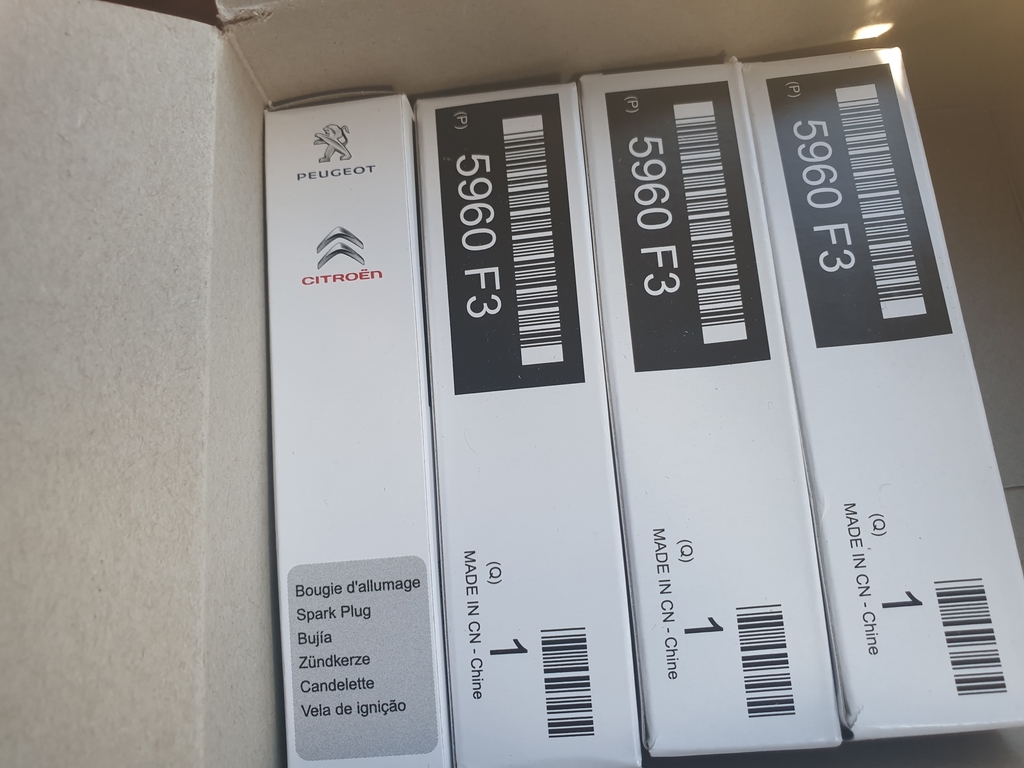 PEUGEOT
CITROËN
Bougie d'allumage
Spark Plug
Bujía
Zündkerze
Candelette
Vela de ignição
(P)
5960 F3
(Q)
1
MADE IN CN - Chine
(P)
5960 F3
(Q)
1
MADE IN CN - Chine
(P)
5960 F3
(Q)
1
MADE IN CN - Chine